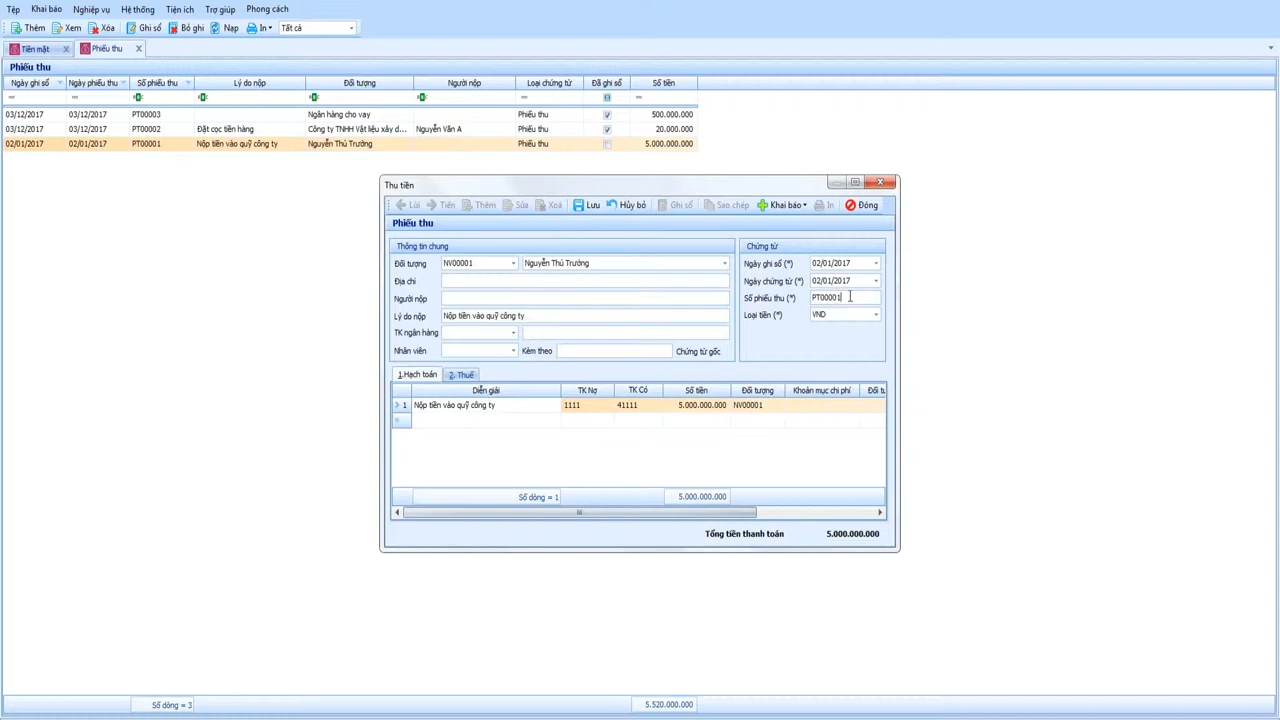 Tệp Khai báo Nghiệp vụ Hệ thống Tiện ích Trợ giúp Phong cách
Thêm Xem Xóa Ghi sổ Bỏ ghi Nạp In Tất cả
Tiền mặt Phiếu thu
Phiếu thu
Ngày ghi sổ Ngày phiếu thu Số phiếu thu Lý do nộp Đối tượng Người nộp Loại chứng từ Đã ghi sổ Số tiền
03/12/2017 03/12/2017 PT00003 Ngân hàng cho vay Phiếu thu 500.000.000
03/12/2017 03/12/2017 PT00002 Đặt cọc tiền hàng Công ty TNHH Vật liệu xây d... Nguyễn Văn A Phiếu thu 20.000.000
02/01/2017 02/01/2017 PT00001 Nộp tiền vào quỹ công ty Nguyễn Thủ Trưởng Phiếu thu 5.000.000.000
Thu tiền
Lùi Tiến Thêm Sửa Xoá Lưu Hủy bỏ Ghi sổ Sao chép Khai báo In Đóng
Phiếu thu
Thông tin chung Chứng từ
Đối tượng NV00001 Nguyễn Thủ Trưởng Ngày ghi sổ (*) 02/01/2017
Địa chỉ Ngày chứng từ (*) 02/01/2017
Người nộp Số phiếu thu (*) PT00001
Lý do nộp Nộp tiền vào quỹ công ty Loại tiền (*) VND
TK ngân hàng
Nhân viên Kèm theo Chứng từ gốc
1.Hạch toán 2. Thuế
Diễn giải TK Nợ TK Có Số tiền Đối tượng Khoản mục chi phí Đối tư
1 Nộp tiền vào quỹ công ty 1111 41111 5.000.000.000 NV00001
Số dòng = 1 5.000.000.000
Tổng tiền thanh toán 5.000.000.000
Số dòng = 3 5.520.000.000